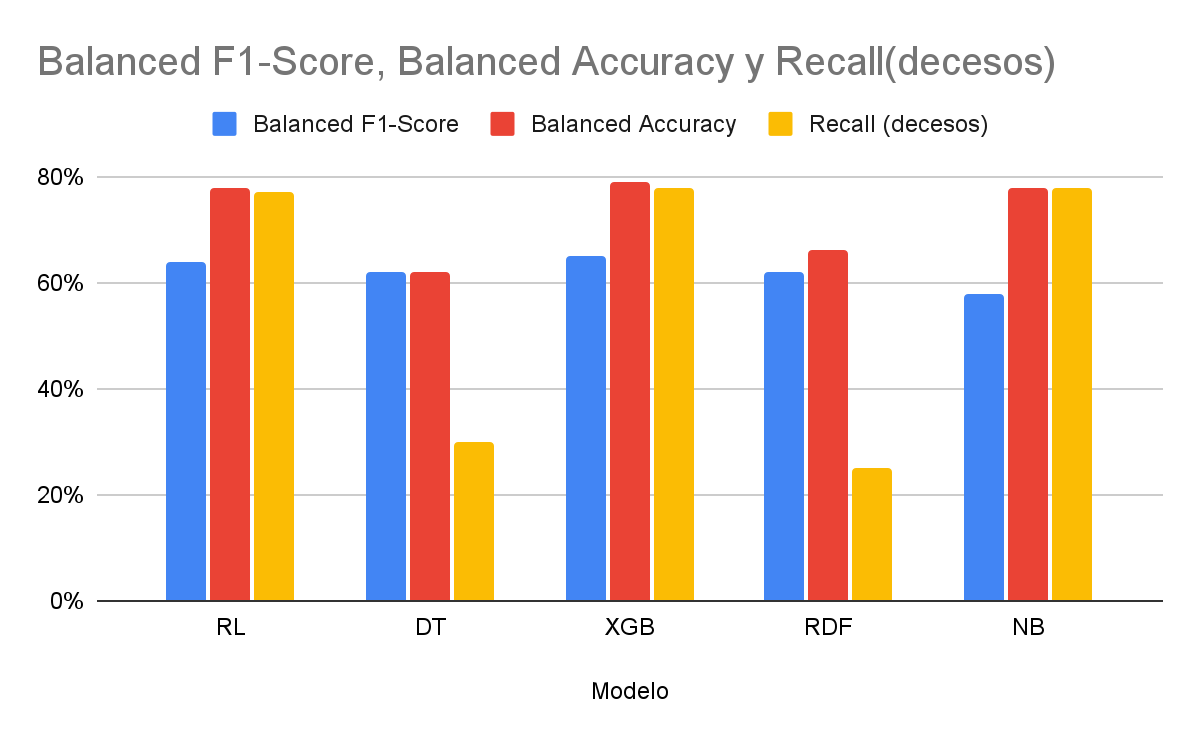 Balanced F1-Score, Balanced Accuracy y Recall(decesos)
Balanced F1-Score Balanced Accuracy Recall (decesos)
80%
60%
40%
20%
0%
RL DT XGB RDF NB
Modelo